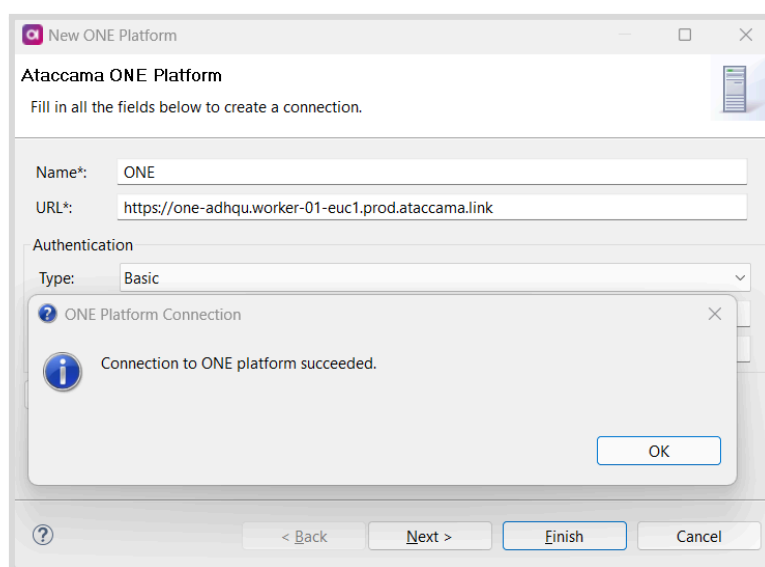 New ONE Platform
Ataccama ONE Platform
Fill in all the fields below to create a connection.
Name*: ONE
URL*: https://one-adhqu.worker-01-euc1.prod.ataccama.link
Authentication
Type: Basic
ONE Platform Connection
Connection to ONE platform succeeded.
OK
< Back Next > Finish Cancel